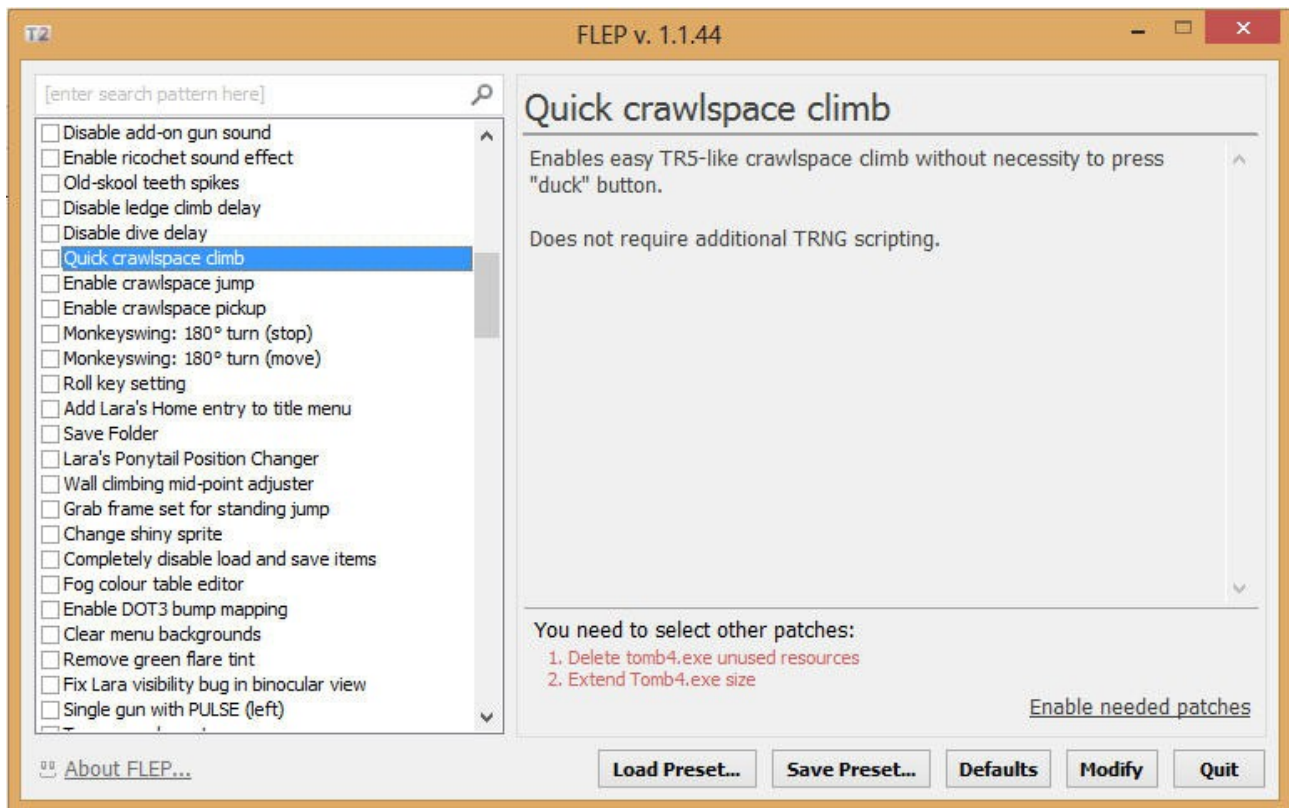 T2
FLEP v. 1.1.44
[enter search pattern here]
Disable add-on gun sound
Enable ricochet sound effect
Old-skool teeth spikes
Disable ledge climb delay
Disable dive delay
Quick crawlspace climb
Enable crawlspace jump
Enable crawlspace pickup
Monkeyswing: 180° turn (stop)
Monkeyswing: 180° turn (move)
Roll key setting
Add Lara's Home entry to title menu
Save Folder
Lara's Ponytail Position Changer
Wall climbing mid-point adjuster
Grab frame set for standing jump
Change shiny sprite
Completely disable load and save items
Fog colour table editor
Enable DOT3 bump mapping
Clear menu backgrounds
Remove green flare tint
Fix Lara visibility bug in binocular view
Single gun with PULSE (left)
Quick crawlspace climb
Enables easy TR5-like crawlspace climb without necessity to press
"duck" button.
Does not require additional TRNG scripting.
You need to select other patches:
1. Delete tomb4.exe unused resources
2. Extend Tomb4.exe size
Enable needed patches
About FLEP...
Load Preset...
Save Preset...
Defaults
Modify
Quit